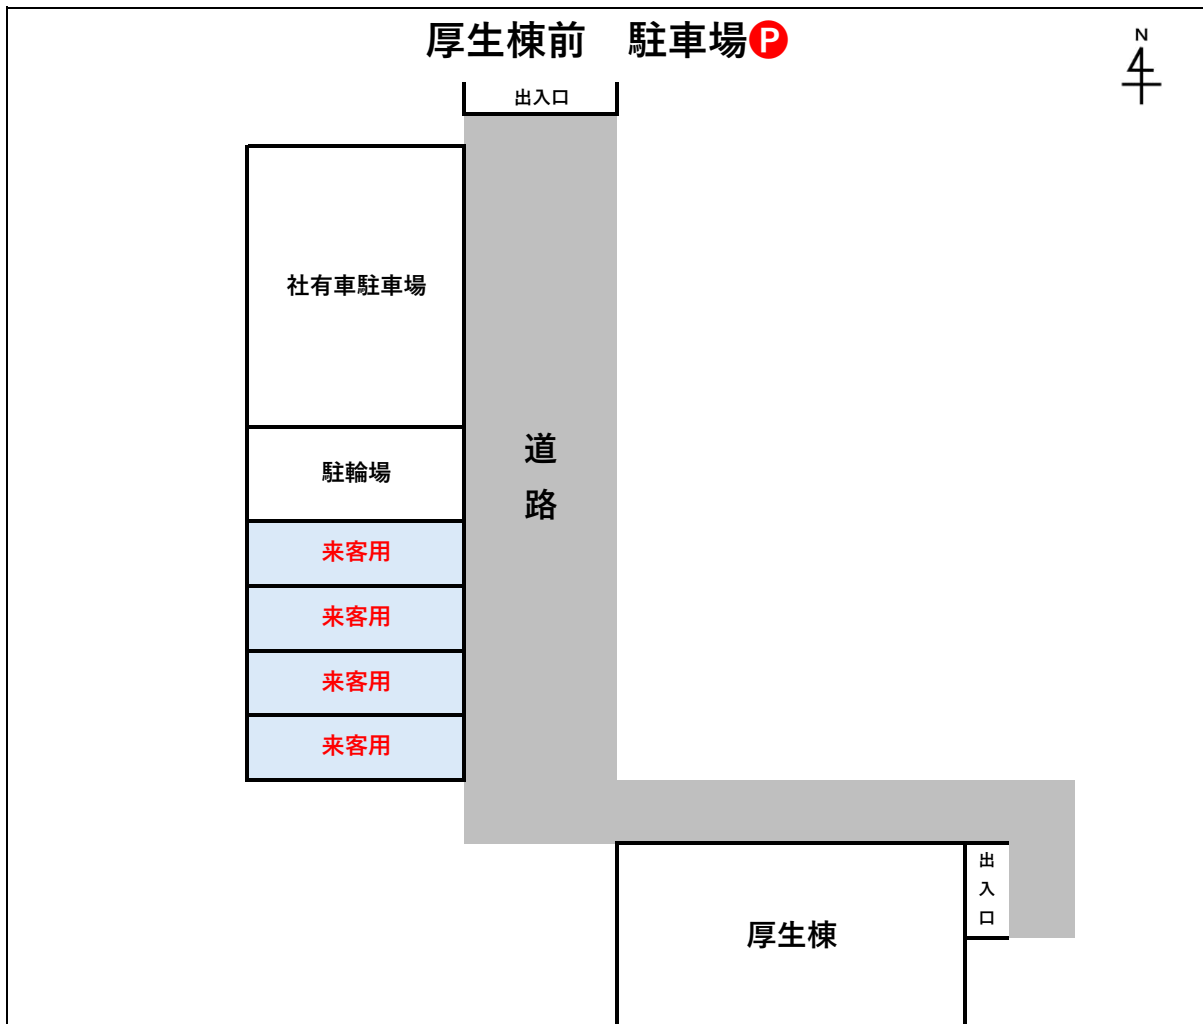 厚生棟前　駐車場P
N
出入口
社有車駐車場
道路
駐輪場
来客用
来客用
来客用
来客用
出入口
厚生棟